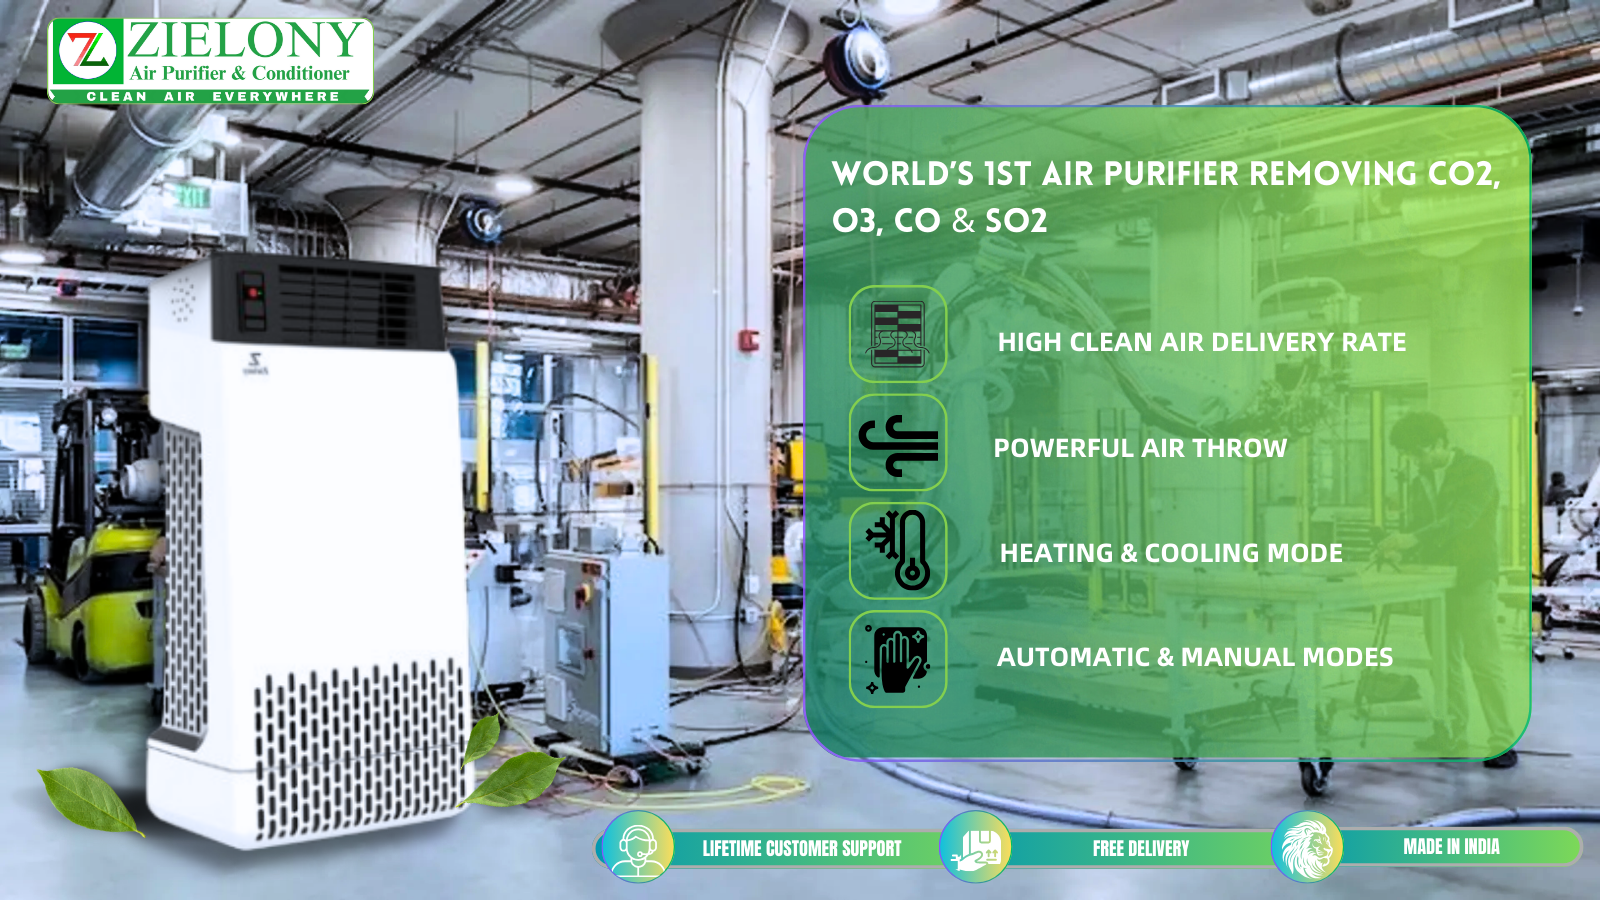 ZIELONY
Air Purifier & Conditioner
CLEAN AIR EVERYWHERE
EXIT
WORLD'S 1ST AIR PURIFIER REMOVING CO2,
O3, CO & SO2
HIGH CLEAN AIR DELIVERY RATE
POWERFUL AIR THROW
HEATING & COOLING MODE
AUTOMATIC & MANUAL MODES
LIFETIME CUSTOMER SUPPORT
FREE DELIVERY
MADE IN INDIA